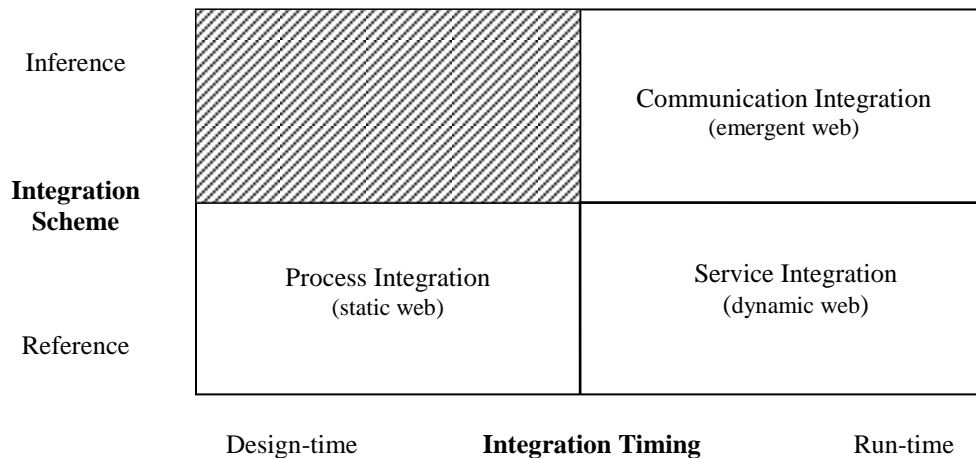 Inference
Communication Integration
(emergent web)
Integration
Scheme
Process Integration
(static web)
Service Integration
(dynamic web)
Reference
Design-time
Integration Timing
Run-time